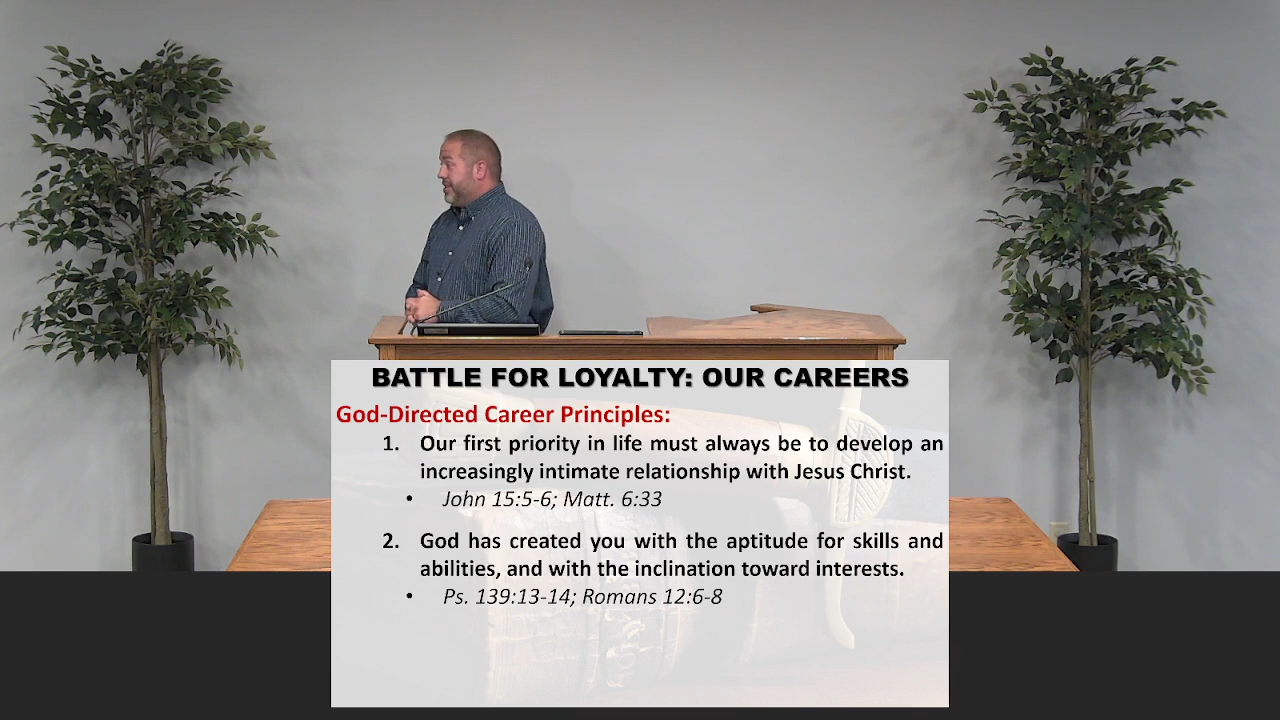 BATTLE FOR LOYALTY: OUR CAREERS
God-Directed Career Principles:
1. Our first priority in life must always be to develop an
increasingly intimate relationship with Jesus Christ.
• John 15:5-6; Matt. 6:33
2. God has created you with the aptitude for skills and
abilities, and with the inclination toward interests.
• Ps. 139:13-14; Romans 12:6-8